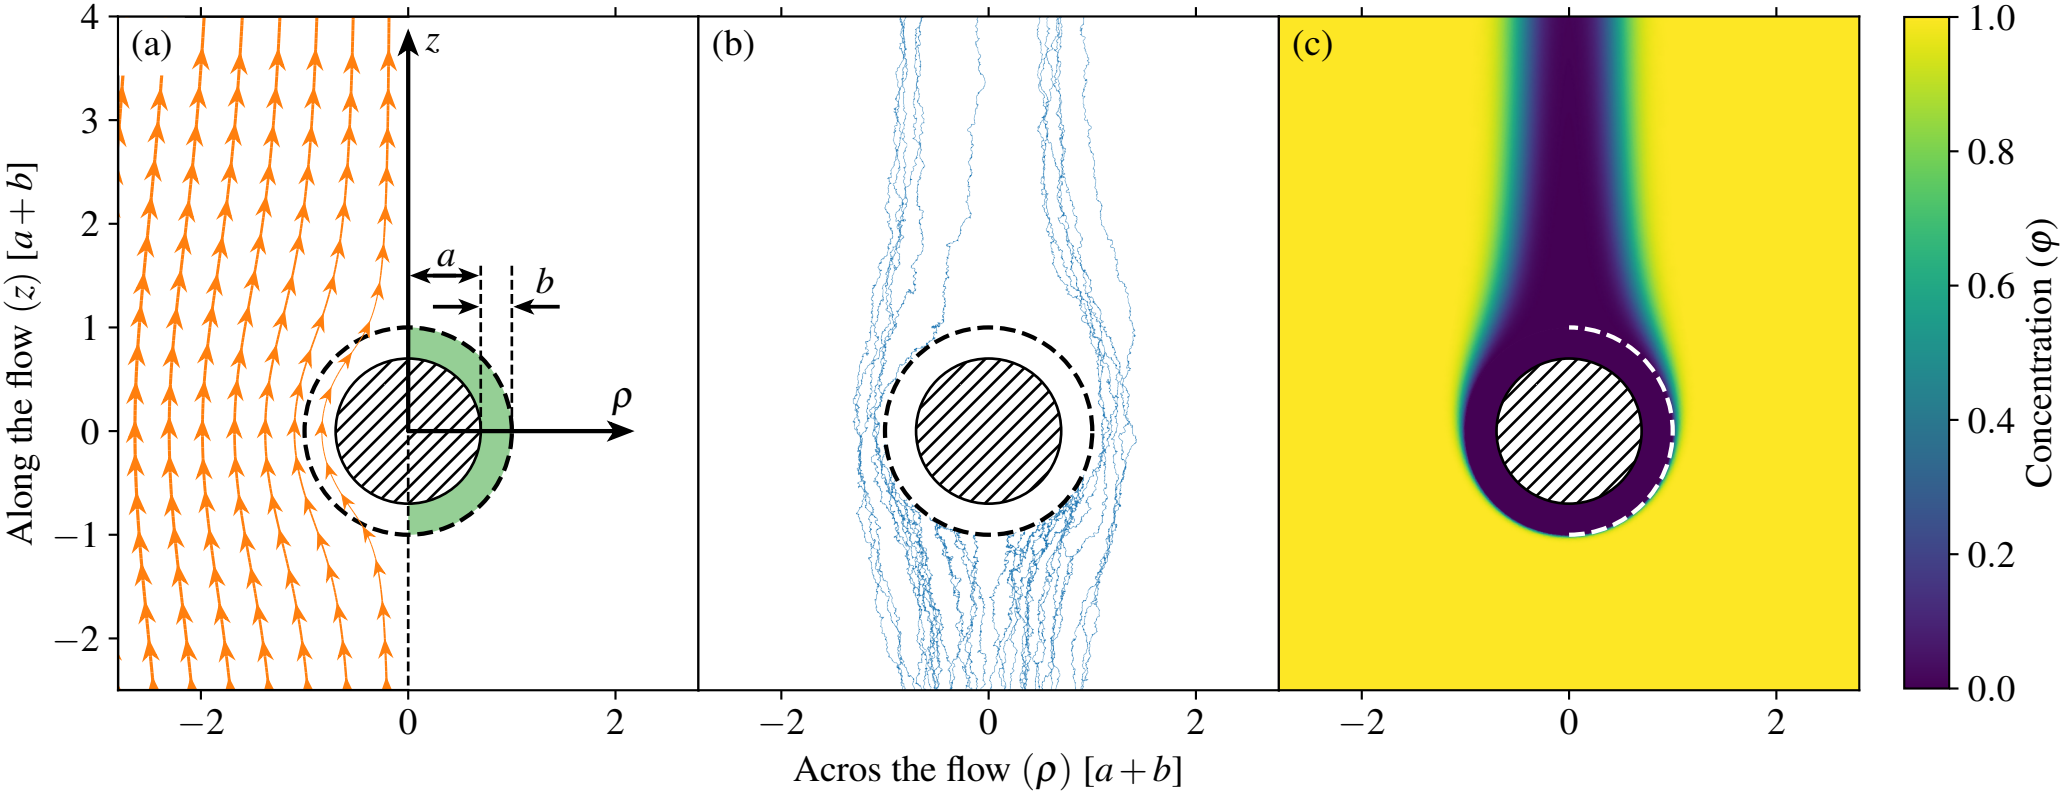 (a)
z
a
b
ρ
4
3
2
1
0
−1
−2
Along the flow (z) [a + b]
−2
0
2
(b)
−2
0
2
Acros the flow (ρ) [a + b]
(c)
−2
0
2
1.0
0.8
0.6
0.4
0.2
0.0
Concentration (φ)